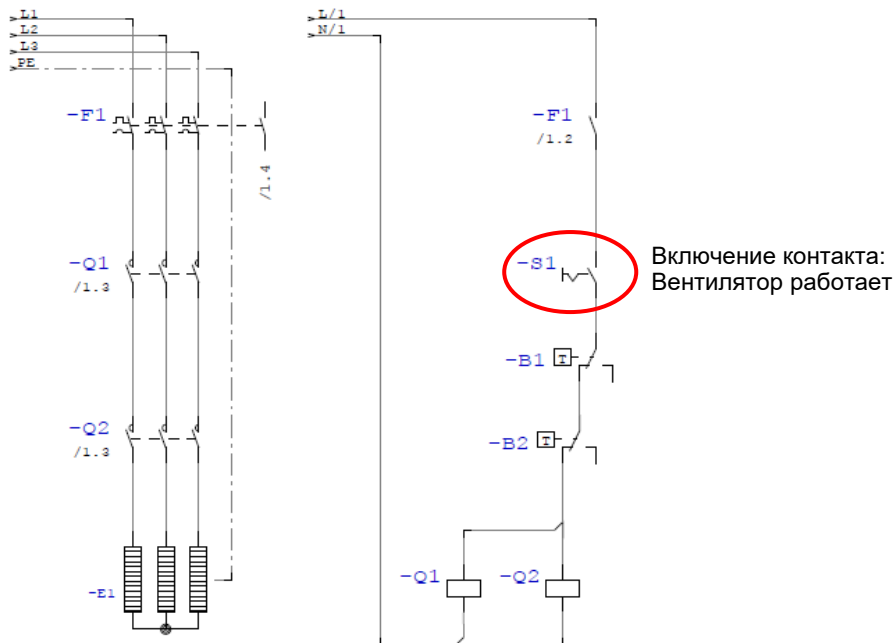 L1
L2
L3
PE
L/1
N/1
-F1
/1.4
-F1
/1.2
-Q1
/1.3
-S1
Включение контакта:
Вентилятор работает
-B1
T
-Q2
/1.3
-B2
T
-E1
-Q1
-Q2